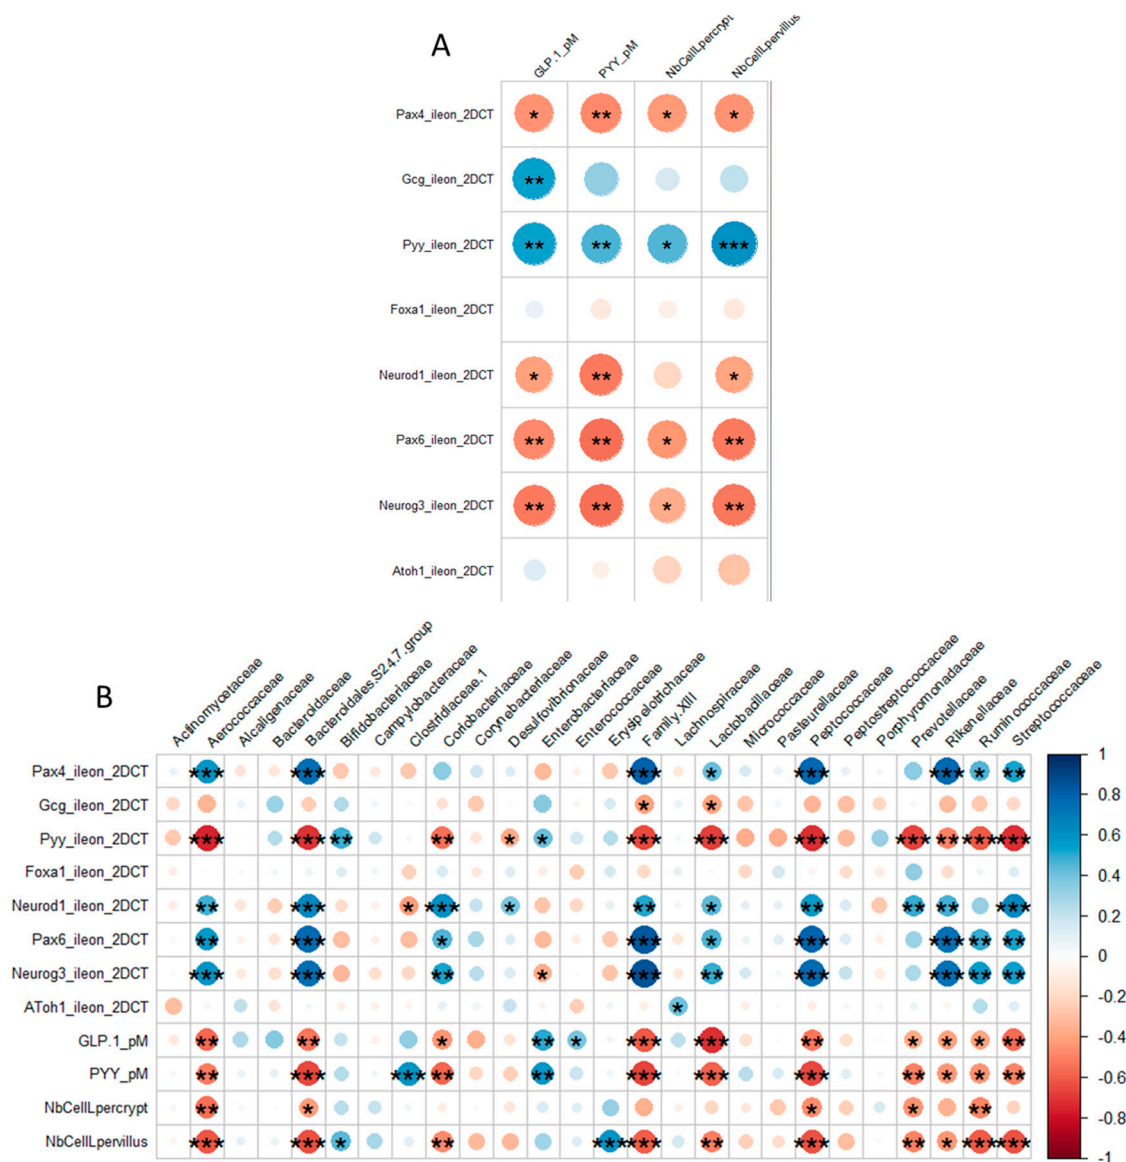 A
GLP.1_pM
PYY_pM
NbCellLpercrypt
NbCellLpervillus
Pax4_ileon_2DCT * ** * *
Gcg_ileon_2DCT **
Pyy_ileon_2DCT ** ** * ***
Foxa1_ileon_2DCT
Neurod1_ileon_2DCT * ** *
Pax6_ileon_2DCT ** ** * **
Neurog3_ileon_2DCT ** ** * **
Atoh1_ileon_2DCT
B
Actinomycetaceae
Aerococcaceae
Alcaligenaceae
Bacteroidaceae
Bacteroidales.S24.7.group
Bifidobacteriaceae
Campylobacteraceae
Clostridiaceae.1
Coriobacteriaceae
Corynebacteriaceae
Desulfovibrionaceae
Enterobacteriaceae
Enterococcaceae
Erysipelotrichaceae
Family.XIII
Lachnospiraceae
Lactobacillaceae
Micrococcaceae
Pasteurellaceae
Peptococcaceae
Peptostreptococcaceae
Porphyromonadaceae
Prevotellaceae
Rikenellaceae
Ruminococcaceae
Streptococcaceae
Pax4_ileon_2DCT *** *** *** * *** *** * **
Gcg_ileon_2DCT * *
Pyy_ileon_2DCT *** *** ** ** * * *** *** *** *** ** *** ***
Foxa1_ileon_2DCT
Neurod1_ileon_2DCT ** *** * *** * ** * ** ** ** ***
Pax6_ileon_2DCT ** *** * *** * *** *** ** **
Neurog3_ileon_2DCT *** *** ** * *** ** *** *** ** **
AToh1_ileon_2DCT *
GLP.1_pM ** ** * ** * *** *** ** * * * **
PYY_pM ** *** *** ** ** *** *** *** ** * * **
NbCellLpercrypt ** * * * **
NbCellLpervillus *** *** * ** *** *** ** *** ** * *** ***
1
0.8
0.6
0.4
0.2
0
-0.2
-0.4
-0.6
-0.8
-1